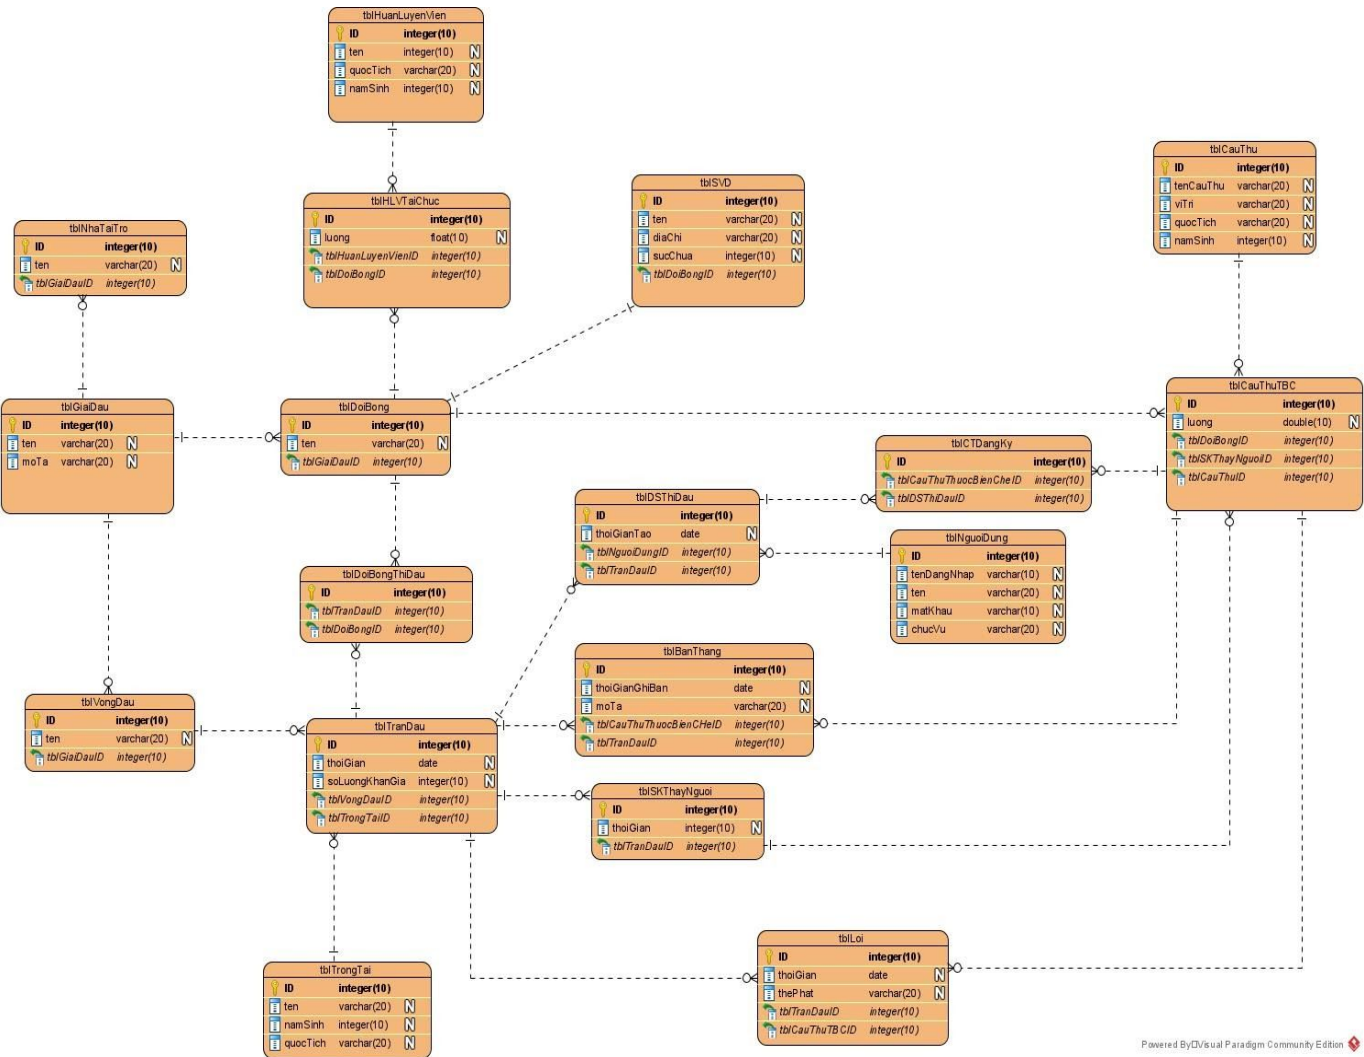 tblHuanLuyenVien
ID integer(10)
ten integer(10) N
quocTich varchar(20) N
namSinh integer(10) N
tblCauThu
ID integer(10)
tenCauThu varchar(20) N
viTri varchar(20) N
quocTich varchar(20) N
namSinh integer(10) N
tblSVD
ID integer(10)
ten varchar(20) N
diaChi varchar(20) N
sucChua integer(10) N
tblDoiBongID integer(10)
tblHLVTaiChuc
ID integer(10)
luong float(10) N
tblHuanLuyenVienID integer(10)
tblDoiBongID integer(10)
tblNhaTaiTro
ID integer(10)
ten varchar(20) N
tblGiaiDauID integer(10)
tblGiaiDau
ID integer(10)
ten varchar(20) N
moTa varchar(20) N
tblDoiBong
ID integer(10)
ten varchar(20) N
tblGiaiDauID integer(10)
tblCauThuTBC
ID integer(10)
luong double(10) N
tblDoiBongID integer(10)
tblSKThayNguoiID integer(10)
tblCauThuID integer(10)
tblCTDangKy
ID integer(10)
tblCauThuThuocBienCheID integer(10)
tblDSThiDauID integer(10)
tblDSThiDau
ID integer(10)
thoiGianTao date N
tblNguoiDungID integer(10)
tblTranDauID integer(10)
tblNguoiDung
ID integer(10)
tenDangNhap varchar(10) N
ten varchar(20) N
matKhau varchar(10) N
chucVu varchar(20) N
tblDoiBongThiDau
ID integer(10)
tblTranDauID integer(10)
tblDoiBongID integer(10)
tblBanThang
ID integer(10)
thoiGianGhiBan date N
moTa varchar(20) N
tblCauThuThuocBienCHeID integer(10)
tblTranDauID integer(10)
tblVongDau
ID integer(10)
ten varchar(20) N
tblGiaiDauID integer(10)
tblTranDau
ID integer(10)
thoiGian date N
soLuongKhanGia integer(10) N
tblVongDauID integer(10)
tblTrongTaiID integer(10)
tblSKThayNguoi
ID integer(10)
thoiGian integer(10) N
tblTranDauID integer(10)
tblLoi
ID integer(10)
thoiGian date N
thePhat varchar(20) N
tblTranDauID integer(10)
tblCauThuTBCID integer(10)
tblTrongTai
ID integer(10)
ten varchar(20) N
namSinh integer(10) N
quocTich varchar(20) N
Powered By Visual Paradigm Community Edition